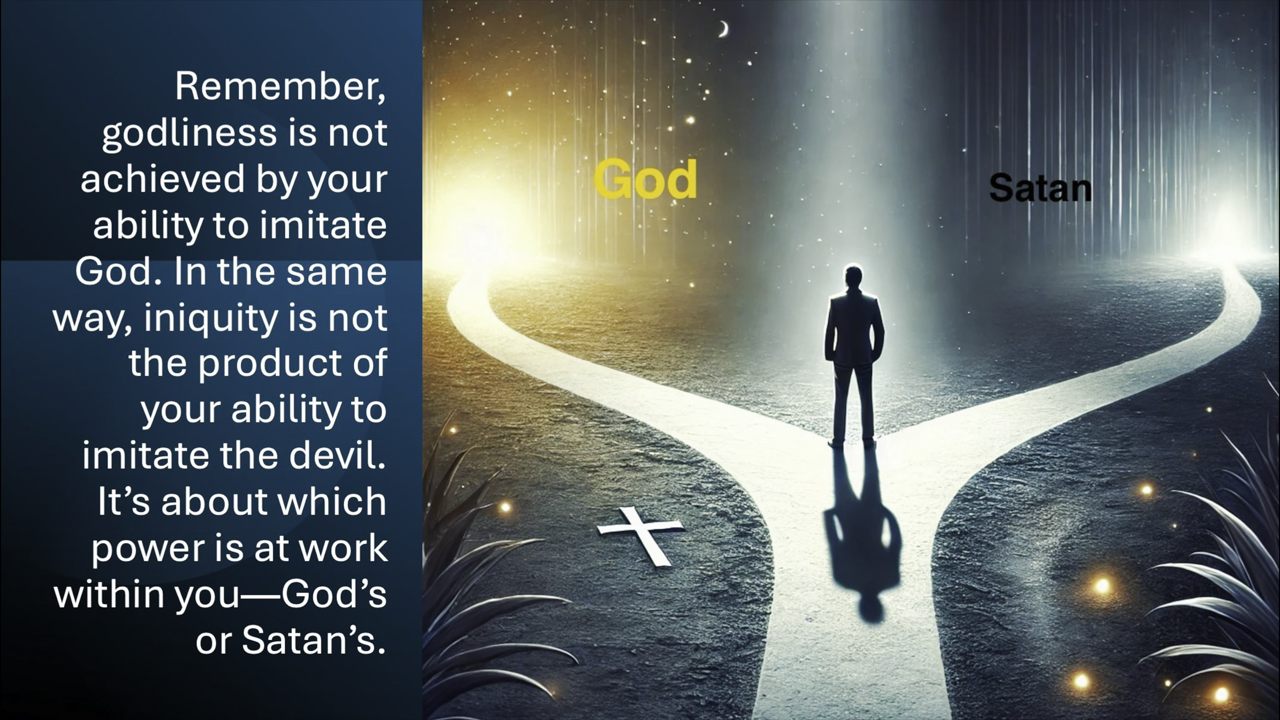 Remember,
godliness is not
achieved by your
ability to imitate
God. In the same
way, iniquity is not
the product of
your ability to
imitate the devil.
It’s about which
power is at work
within you—God’s
or Satan’s.
God
Satan